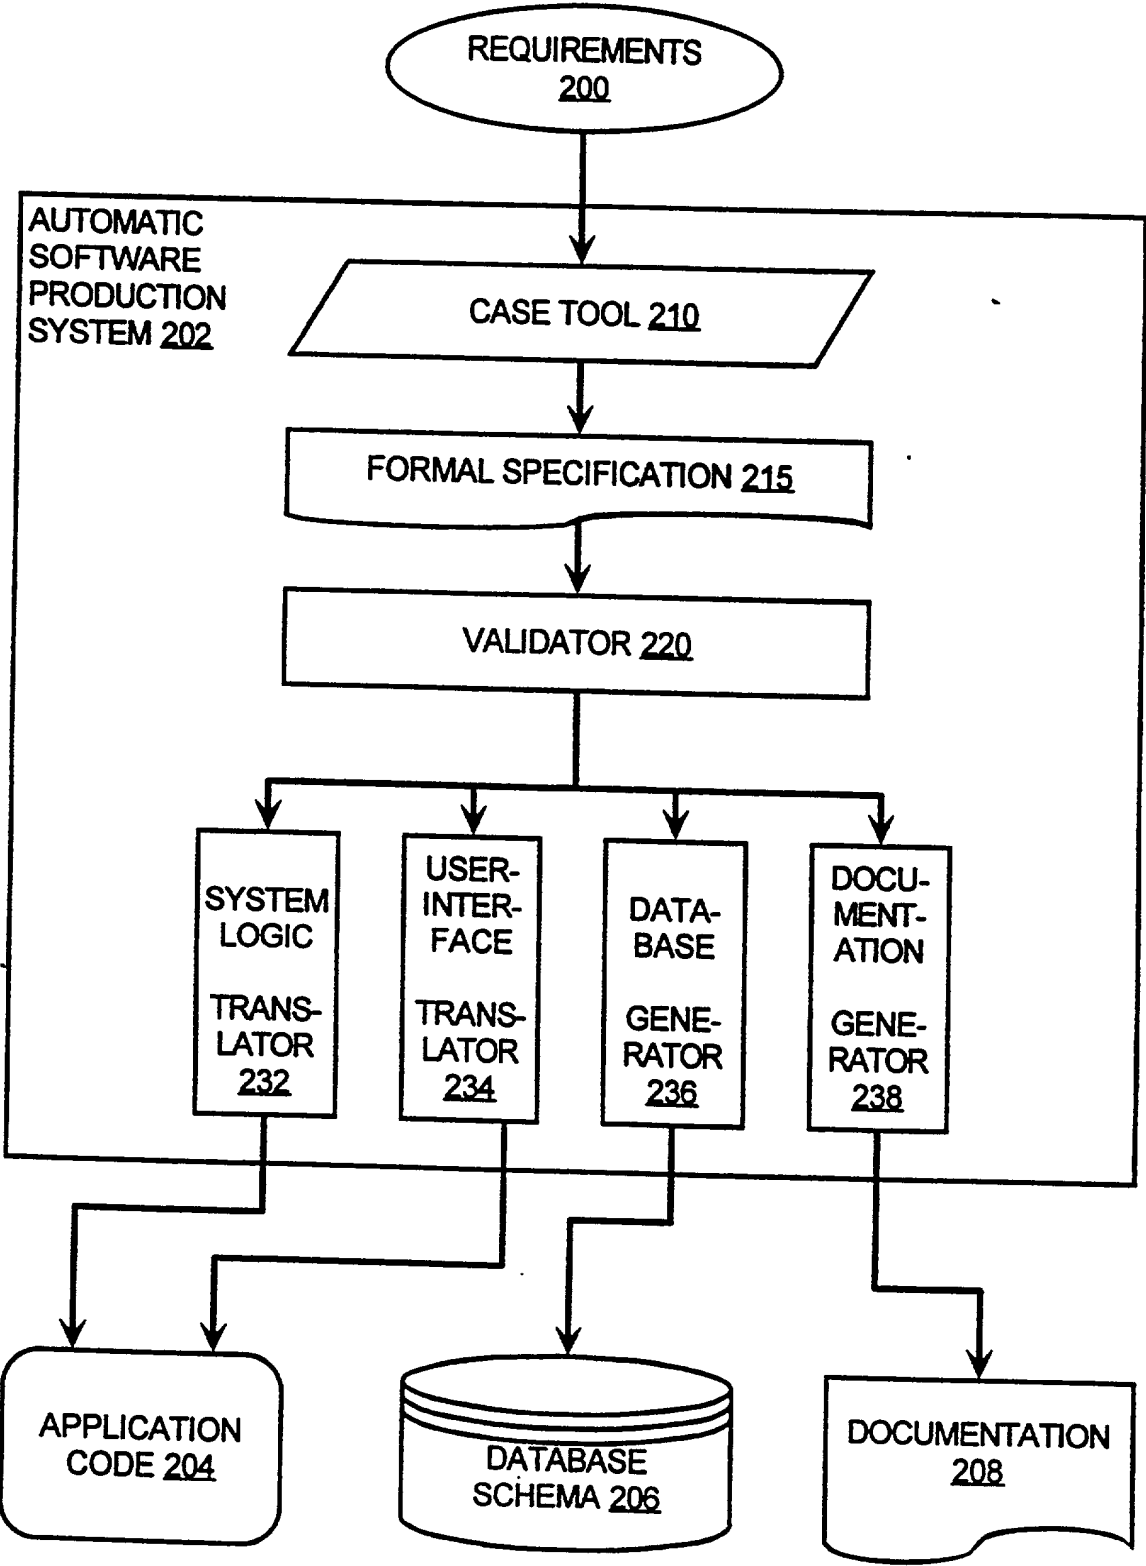 REQUIREMENTS
200
AUTOMATIC
SOFTWARE
PRODUCTION
SYSTEM 202
CASE TOOL 210
FORMAL SPECIFICATION 215
VALIDATOR 220
SYSTEM
LOGIC
TRANS-
LATOR
232
USER-
INTER-
FACE
TRANS-
LATOR
234
DATA-
BASE
GENE-
RATOR
236
DOCU-
MENT-
ATION
GENE-
RATOR
238
APPLICATION
CODE 204
DATABASE
SCHEMA 206
DOCUMENTATION
208